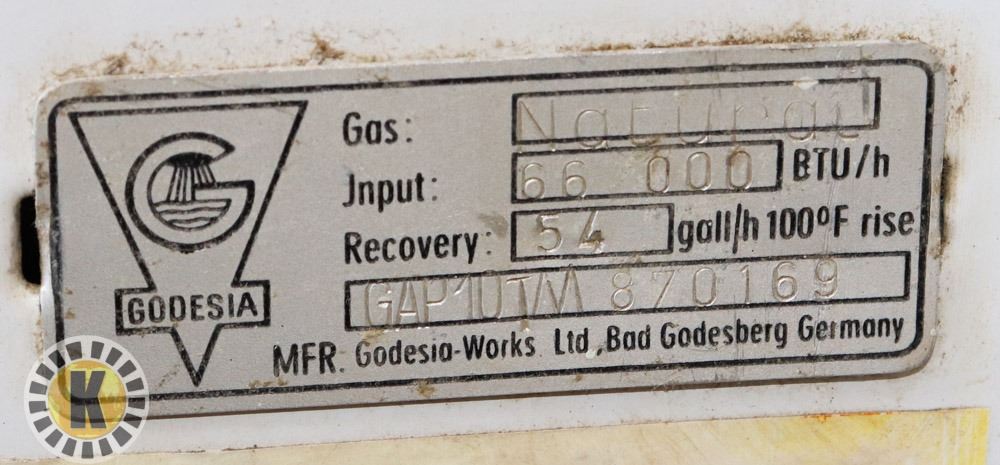 Gas: Natural
Jnput: 66 000 BTU/h
Recovery: 54 gall/h 100ºF rise
GAP10TM 870169
GODESIA
MFR. Godesia-Works Ltd, Bad Godesberg Germany
K